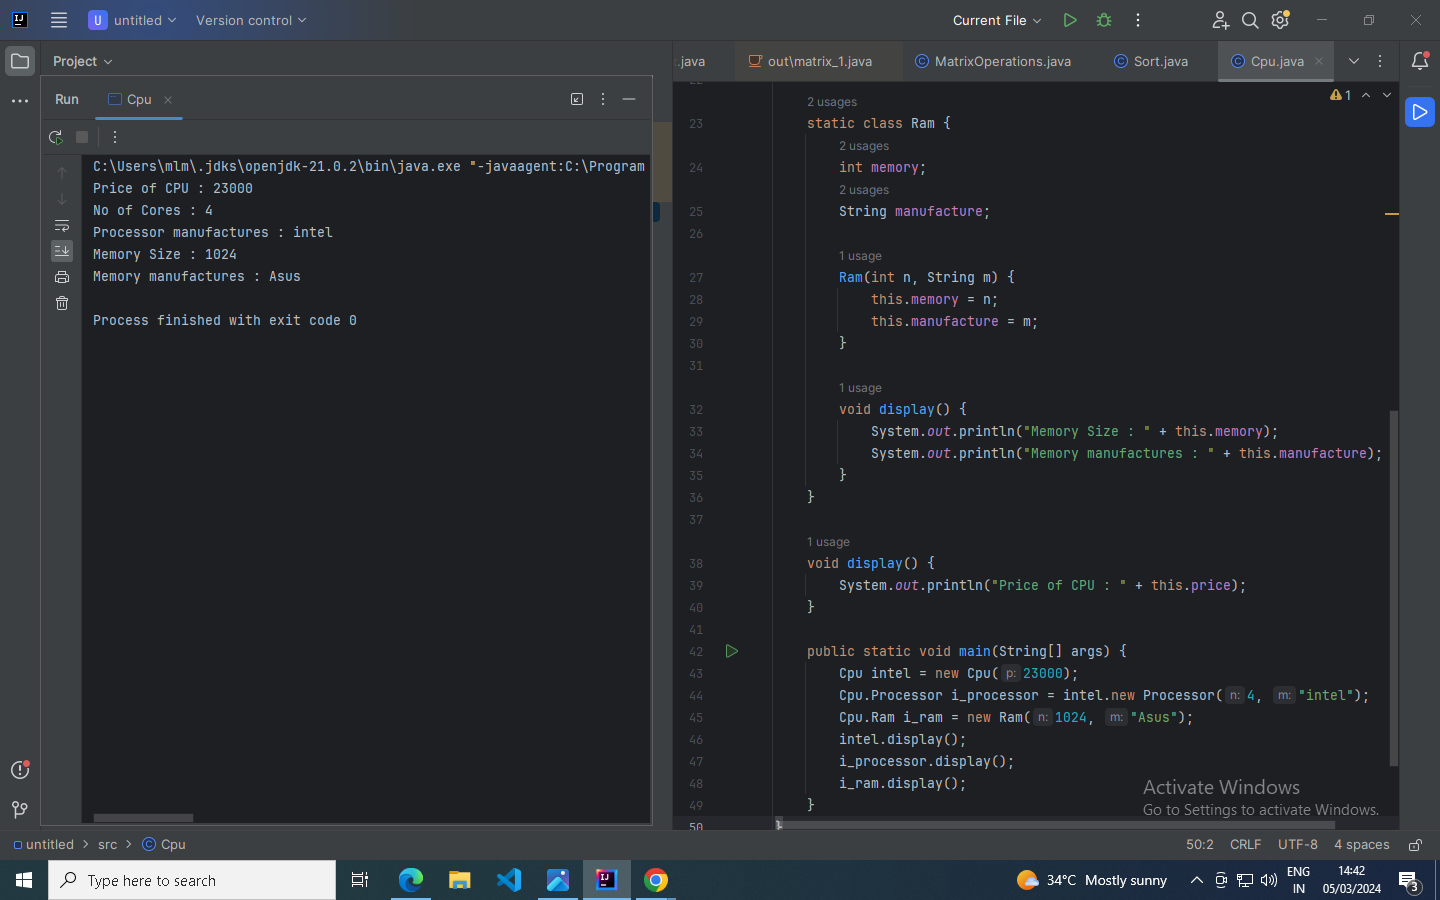 U untitled Version control Current File
Project .java out\matrix_1.java MatrixOperations.java Sort.java Cpu.java
Run Cpu
C:\Users\mlm\.jdks\openjdk-21.0.2\bin\java.exe "-javaagent:C:\Program
Price of CPU : 23000
No of Cores : 4
Processor manufactures : intel
Memory Size : 1024
Memory manufactures : Asus
Process finished with exit code 0
1
2 usages
23 static class Ram {
2 usages
24 int memory;
2 usages
25 String manufacture;
26
1 usage
27 Ram(int n, String m) {
28 this.memory = n;
29 this.manufacture = m;
30 }
31
1 usage
32 void display() {
33 System.out.println("Memory Size : " + this.memory);
34 System.out.println("Memory manufactures : " + this.manufacture);
35 }
36 }
37
1 usage
38 void display() {
39 System.out.println("Price of CPU : " + this.price);
40 }
41
42 public static void main(String[] args) {
43 Cpu intel = new Cpu( p: 23000);
44 Cpu.Processor i_processor = intel.new Processor( n: 4, m: "intel");
45 Cpu.Ram i_ram = new Ram( n: 1024, m: "Asus");
46 intel.display();
47 i_processor.display();
48 i_ram.display();
49 }
50 }
Activate Windows
Go to Settings to activate Windows.
untitled > src > Cpu 50:2 CRLF UTF-8 4 spaces
Type here to search 34°C Mostly sunny ENG IN 14:42 05/03/2024 3